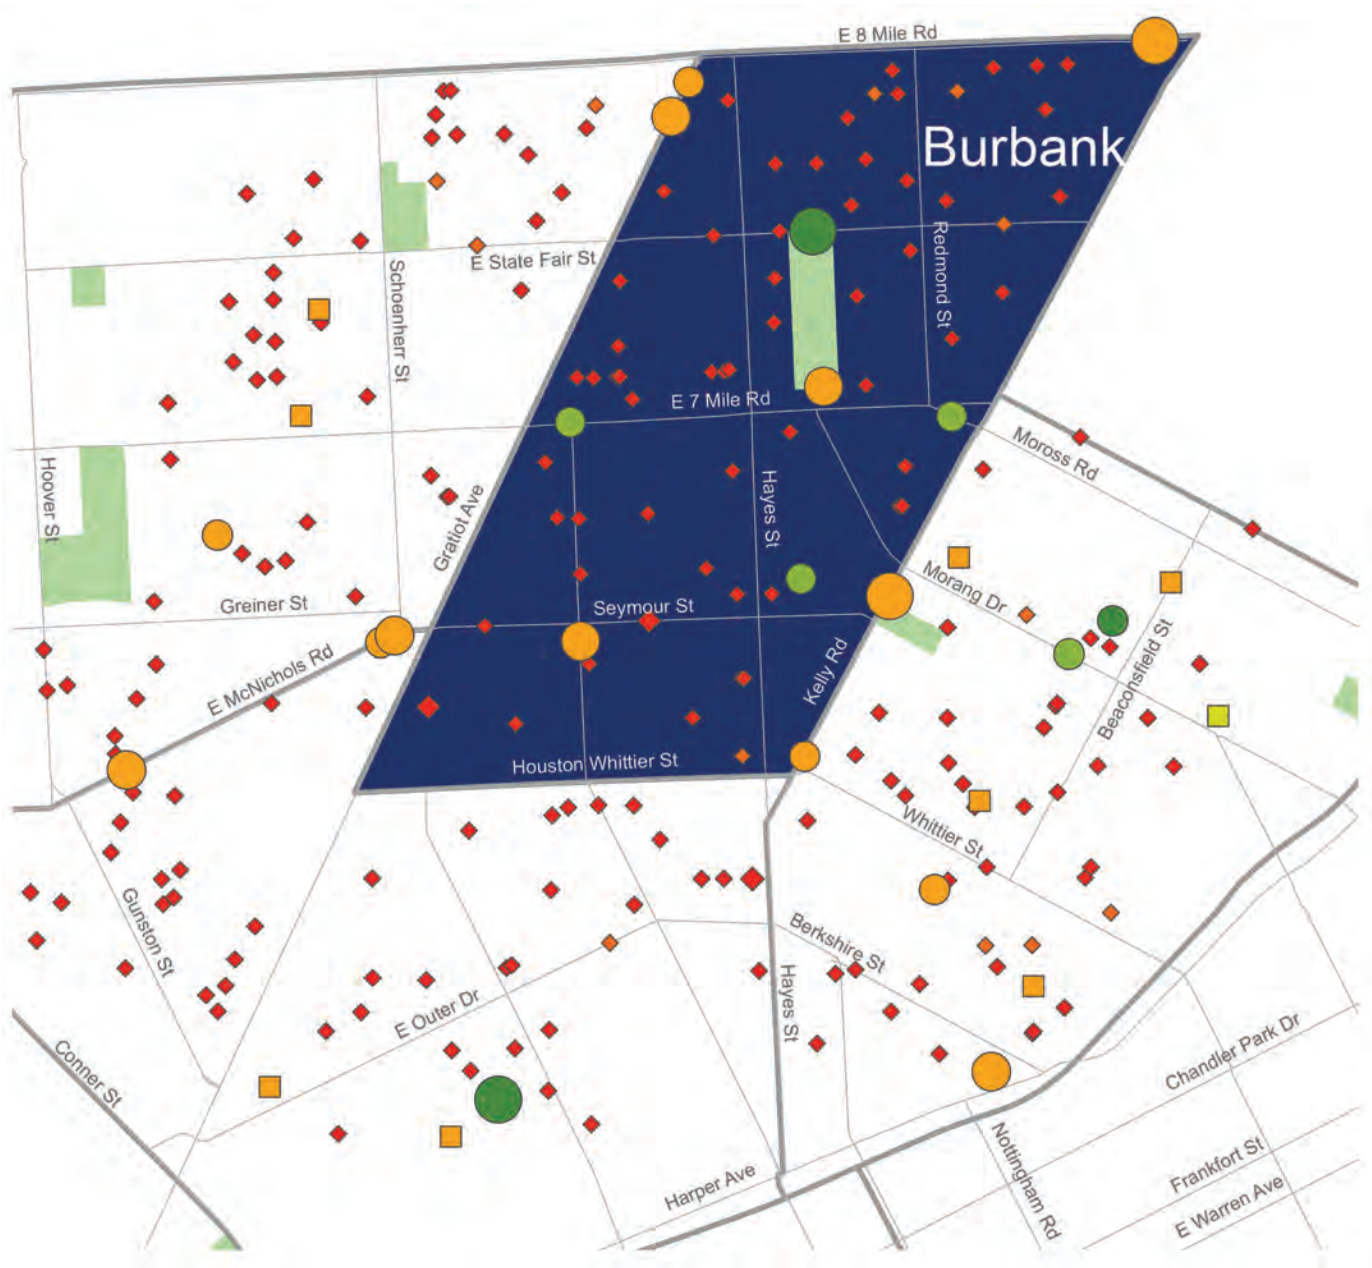 E 8 Mile Rd
Burbank
E State Fair St
Redmond St
Schoenherr St
E 7 Mile Rd
Moross Rd
Hoover St
Hayes St
Gratiot Ave
Morang Dr
Greiner St
Seymour St
Beaconsfield St
E McNichols Rd
Kelly Rd
Houston Whittier St
Whittier St
Gunston St
Berkshire St
Hayes St
E Outer Dr
Conner St
Chandler Park Dr
Nottingham Rd
Frankfort St
Harper Ave
E Warren Ave